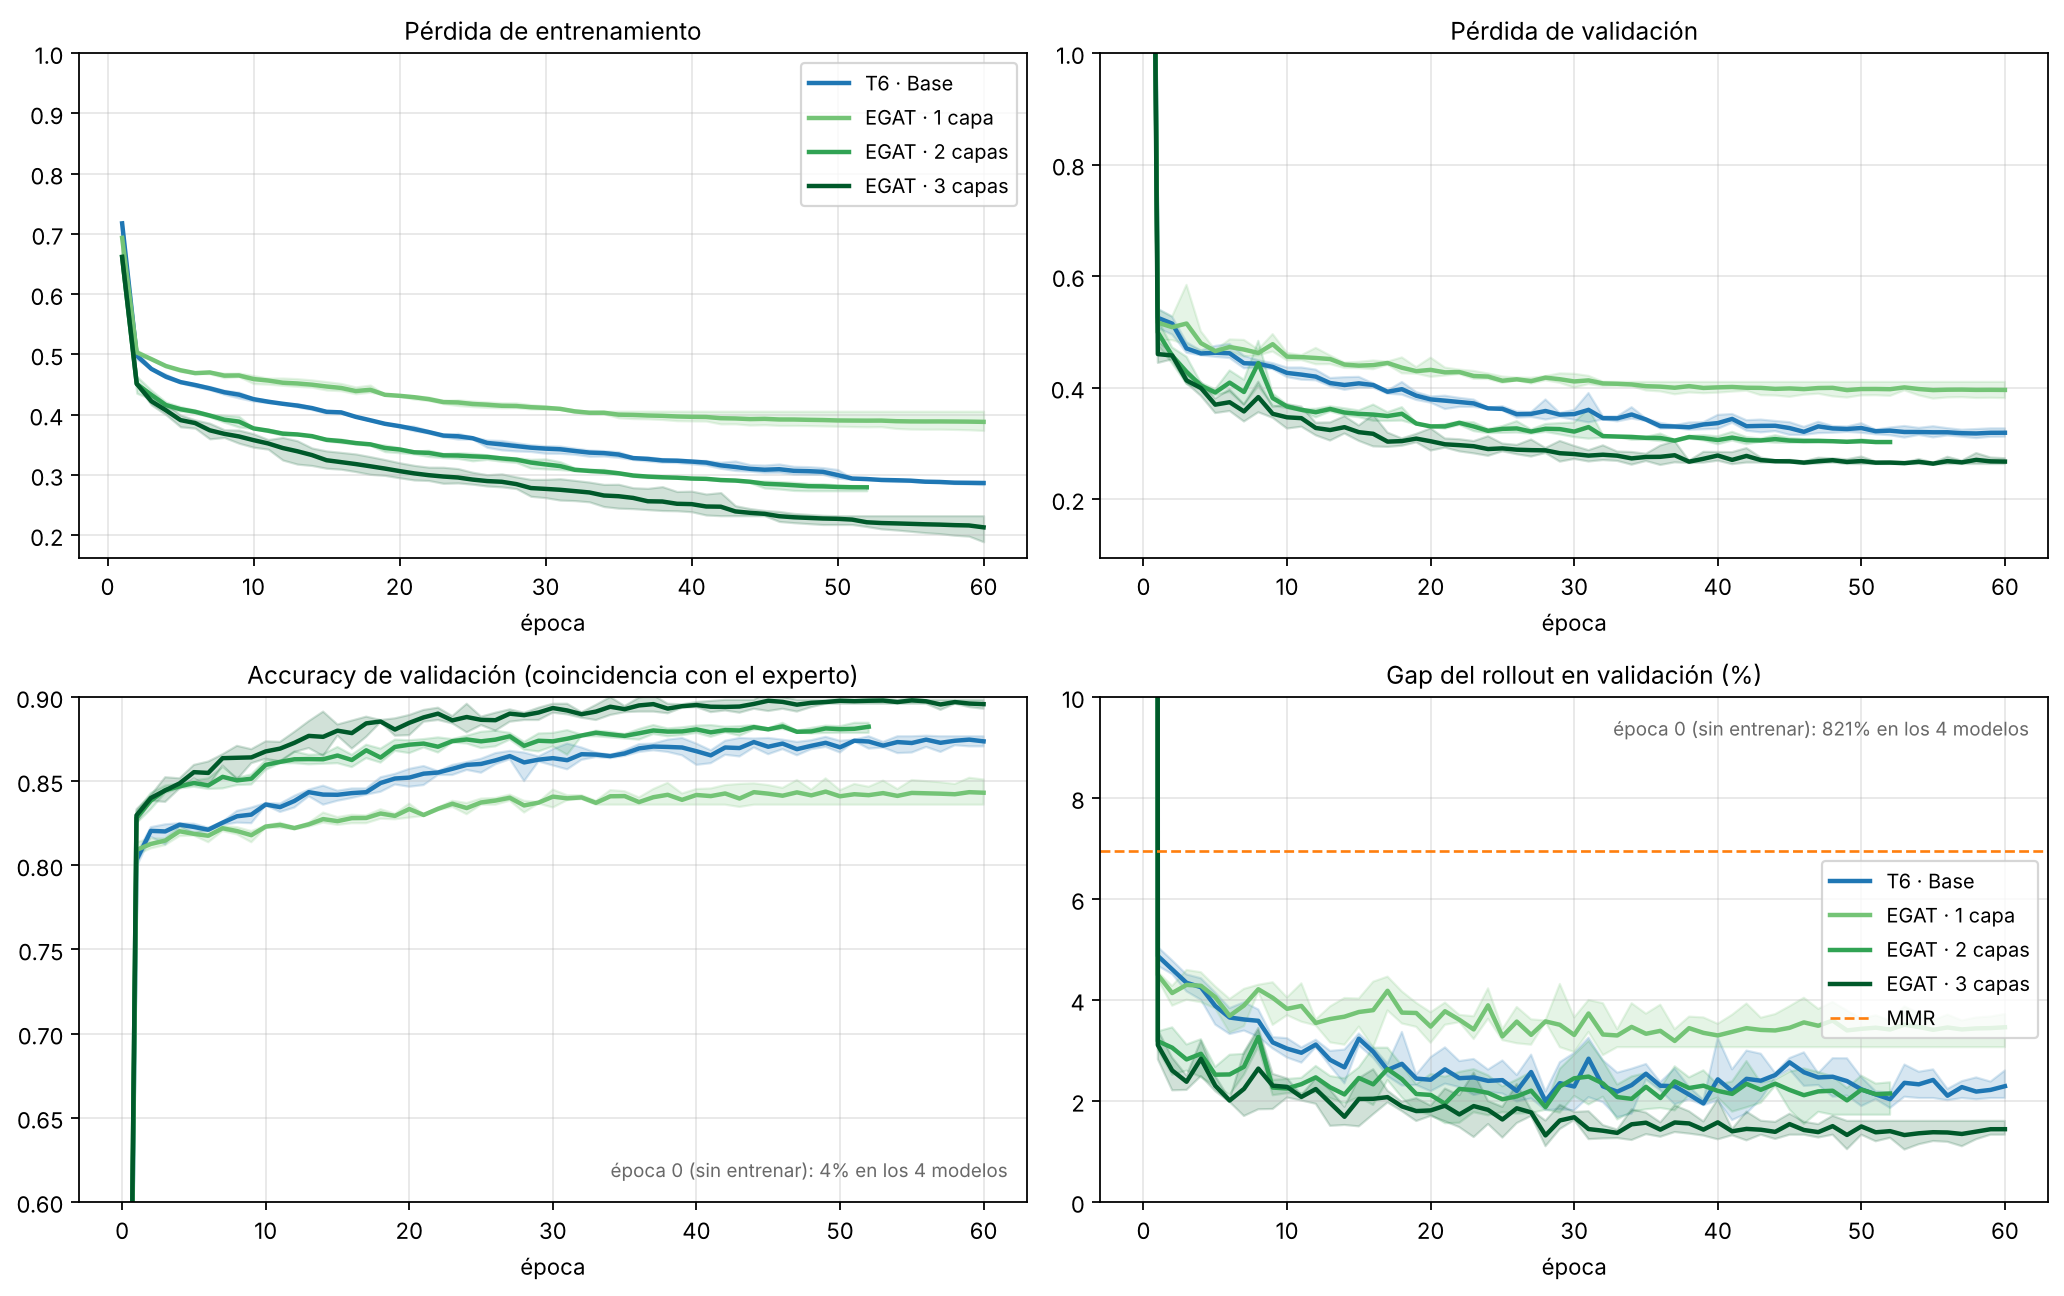 Pérdida de entrenamiento
1.0
0.9
0.8
0.7
0.6
0.5
0.4
0.3
0.2
T6 · Base
EGAT · 1 capa
EGAT · 2 capas
EGAT · 3 capas
0 10 20 30 40 50 60
época
Pérdida de validación
1.0
0.8
0.6
0.4
0.2
0 10 20 30 40 50 60
época
Accuracy de validación (coincidencia con el experto)
0.90
0.85
0.80
0.75
0.70
0.65
0.60
época 0 (sin entrenar): 4% en los 4 modelos
0 10 20 30 40 50 60
época
Gap del rollout en validación (%)
10
8
6
4
2
0
época 0 (sin entrenar): 821% en los 4 modelos
T6 · Base
EGAT · 1 capa
EGAT · 2 capas
EGAT · 3 capas
MMR
0 10 20 30 40 50 60
época